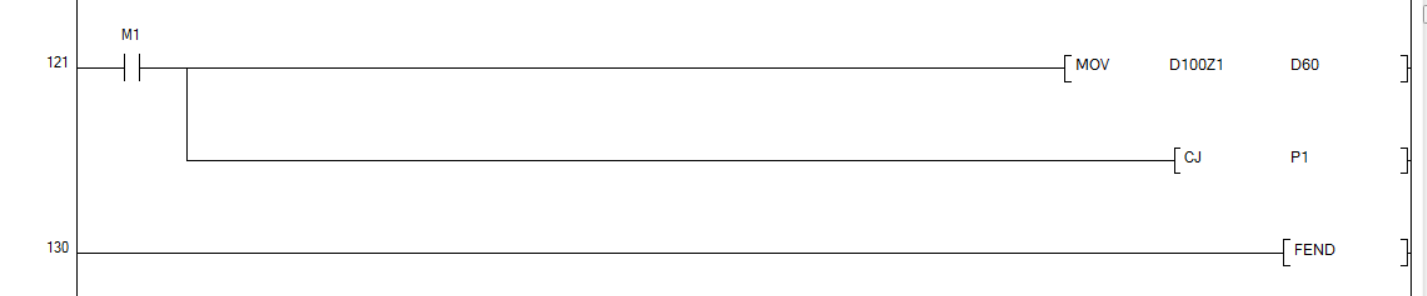 M1
121 MOV D100Z1 D60
CJ P1
130 FEND